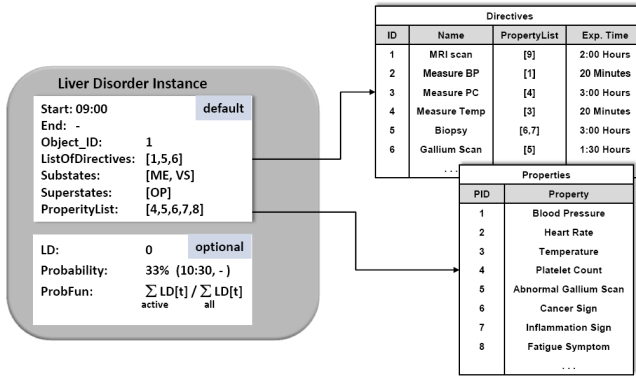 Liver Disorder Instance
default
Start: 09:00
End: -
Object_ID: 1
ListOfDirectives: [1,5,6]
Substates: [ME, VS]
Superstates: [OP]
ProperityList: [4,5,6,7,8]
optional
LD: 0
Probability: 33% (10:30, - )
ProbFun: ∑ LD[t] / ∑ LD[t]
active all
Directives
ID Name PropertyList Exp. Time
1 MRI scan [9] 2:00 Hours
2 Measure BP [1] 20 Minutes
3 Measure PC [4] 3:00 Hours
4 Measure Temp [3] 20 Minutes
5 Biopsy [6,7] 3:00 Hours
6 Gallium Scan [5] 1:30 Hours
. . .
Properties
PID Property
1 Blood Pressure
2 Heart Rate
3 Temperature
4 Platelet Count
5 Abnormal Gallium Scan
6 Cancer Sign
7 Inflammation Sign
8 Fatigue Symptom
. . .